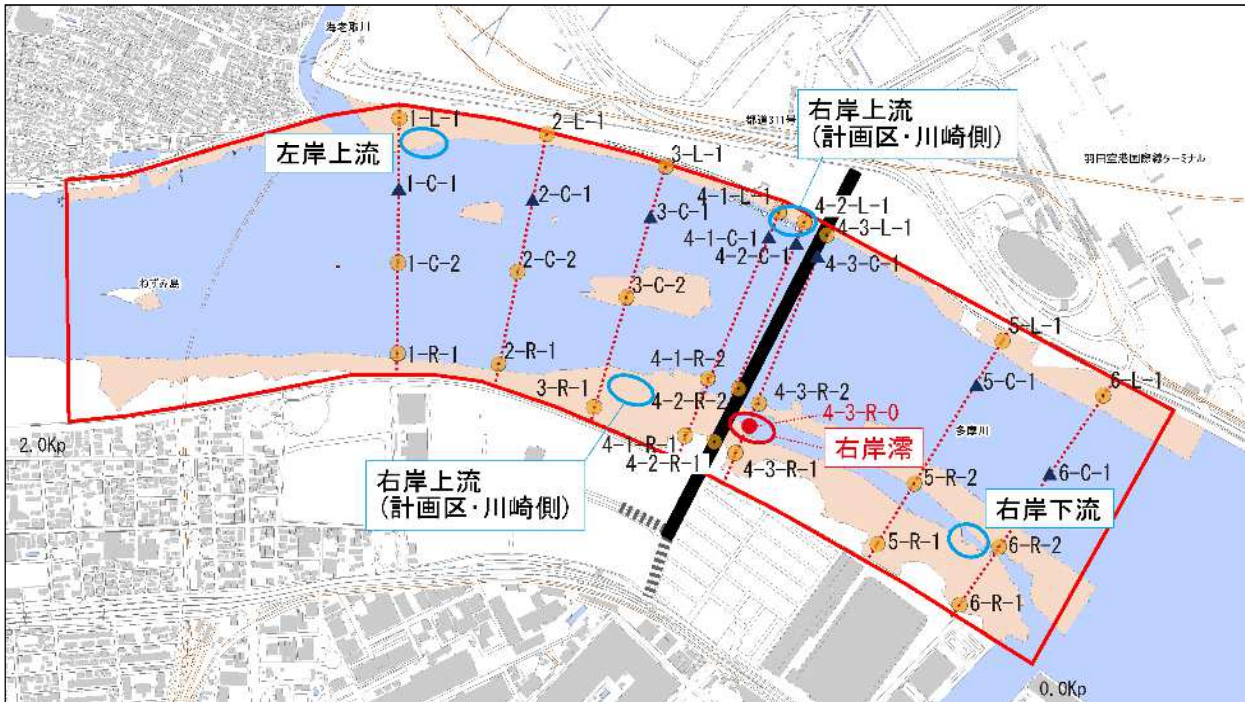 海老取川
右岸上流
(計画区・川崎側)
都道311号
羽田空港国際線ターミナル
左岸上流
1-L-1
2-L-1
3-L-1
4-1-L-1
4-2-L-1
4-3-L-1
1-C-1
2-C-1
3-C-1
4-1-C-1
4-2-C-1
4-3-C-1
1-C-2
2-C-2
3-C-2
ねずみ島
5-L-1
6-L-1
5-C-1
6-C-1
1-R-1
2-R-1
3-R-1
4-1-R-2
4-2-R-2
4-3-R-2
4-3-R-0
右岸澪
多摩川
4-1-R-1
4-2-R-1
4-3-R-1
2.0Kp
右岸上流
(計画区・川崎側)
5-R-2
右岸下流
5-R-1
6-R-2
6-R-1
0.0Kp